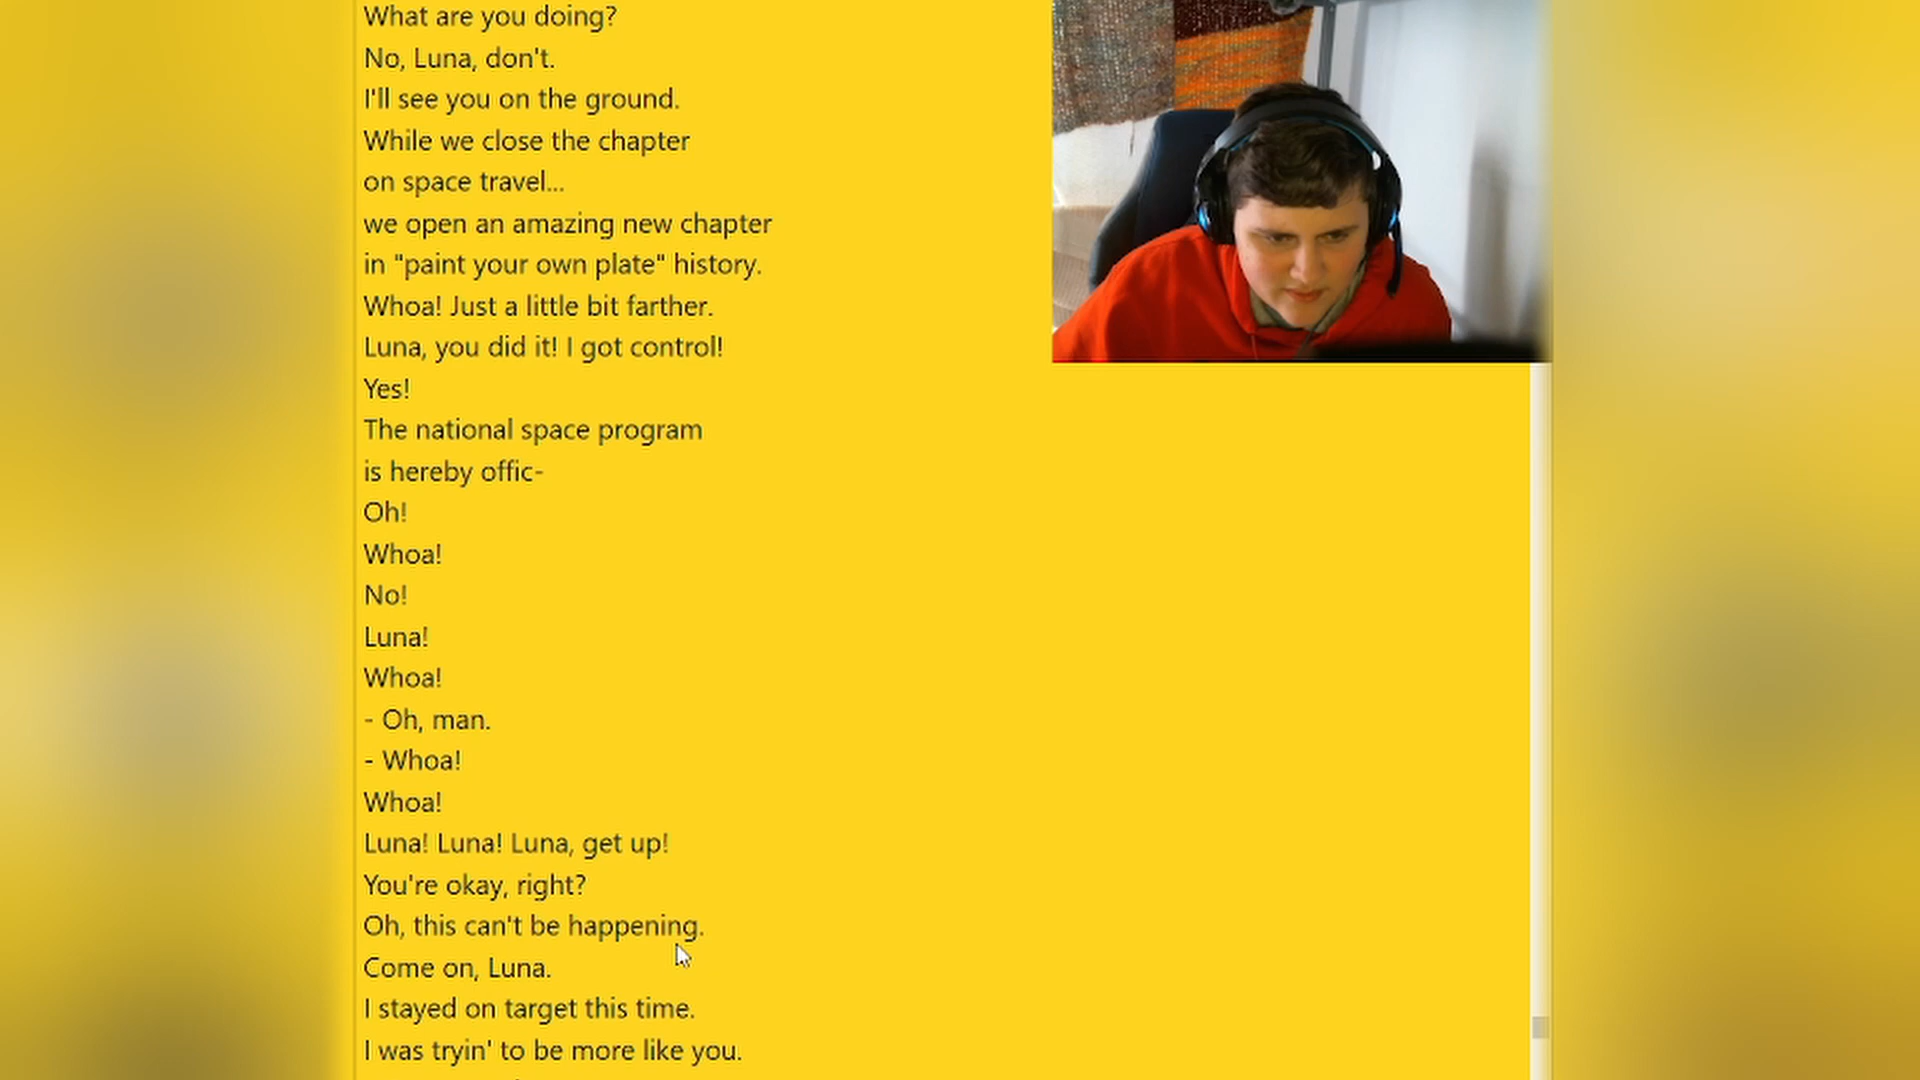 What are you doing?
No, Luna, don't.
I'll see you on the ground.
While we close the chapter
on space travel...
we open an amazing new chapter
in "paint your own plate" history.
Whoa! Just a little bit farther.
Luna, you did it! I got control!
Yes!
The national space program
is hereby offic-
Oh!
Whoa!
No!
Luna!
Whoa!
- Oh, man.
- Whoa!
Whoa!
Luna! Luna! Luna, get up!
You're okay, right?
Oh, this can't be happening.
Come on, Luna.
I stayed on target this time.
I was tryin' to be more like you.